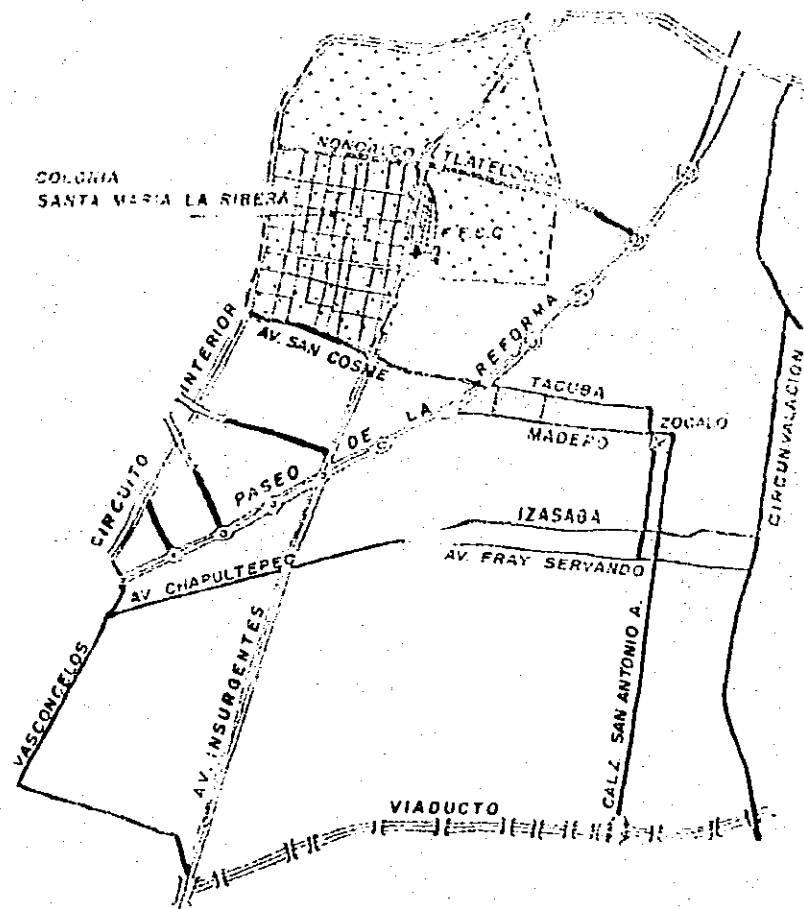 NONOALCO
TLATELOLCO
COLONIA
SANTA MARIA LA RIBERA
INTERIOR
AV. SAN COSME
REFORMA
TACUBA
ZOCALO
MADERO
CIRCUNVALACION
CIRCUITO
PASEO
DE
LA
IZASAGA
AV. CHAPULTEPEC
AV. FRAY SERVANDO
VASCONCELOS
AV. INSURGENTES
CALZ. SAN ANTONIO A.
VIADUCTO